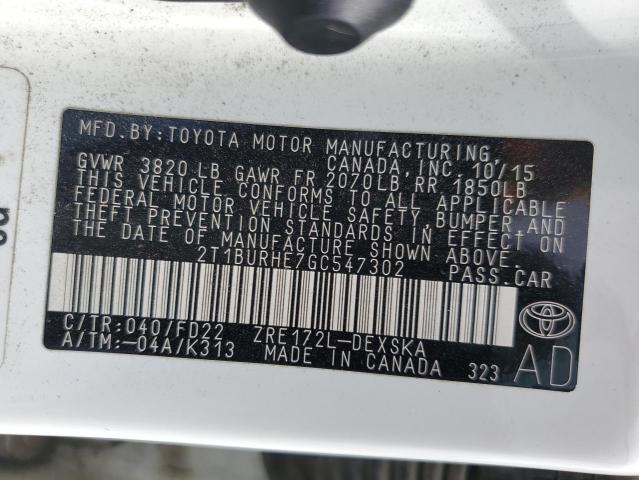 MFD. BY: TOYOTA MOTOR MANUFACTURING,
CANADA, INC. 10/15
GVWR 3820 LB GAWR FR 2070LB RR 1850LB
THIS VEHICLE CONFORMS TO ALL APPLICABLE
FEDERAL MOTOR VEHICLE SAFETY, BUMPER, AND
THEFT PREVENTION STANDARDS IN EFFECT ON
THE DATE OF MANUFACTURE SHOWN ABOVE.
2T1BURHE7GC547302 PASS.CAR
C/TR: 040/FD22 ZRE172L-DEXSKA
A/TM: -04A/K313 MADE IN CANADA 323
AD